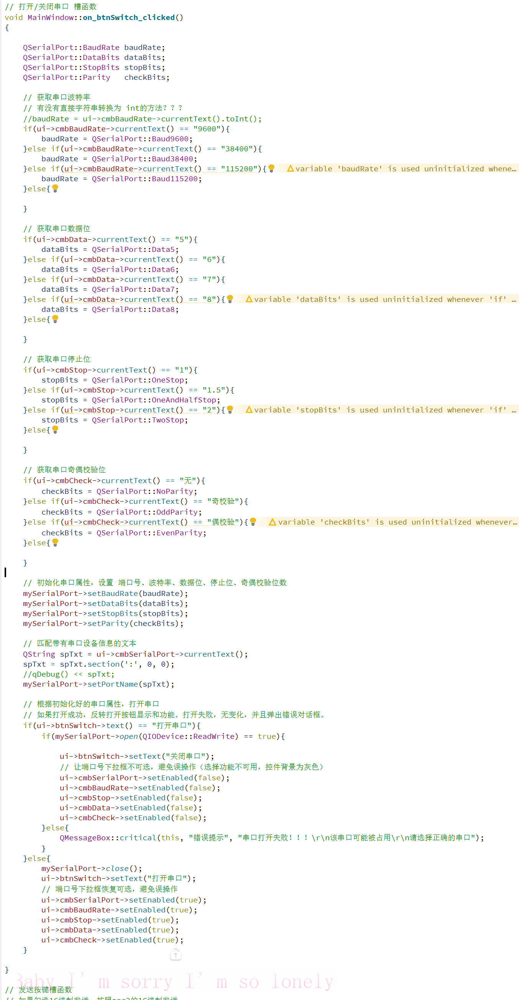 // 打开/关闭串口 槽函数
void MainWindow::on_btnSwitch_clicked()
{
QSerialPort::BaudRate baudRate;
QSerialPort::DataBits dataBits;
QSerialPort::StopBits stopBits;
QSerialPort::Parity   checkBits;
// 获取串口波特率
// 有没有直接字符串转换为 int的方法？？？
//baudRate = ui->cmbBaudRate->currentText().toInt();
if(ui->cmbBaudRate->currentText() == "9600"){
baudRate = QSerialPort::Baud9600;
}else if(ui->cmbBaudRate->currentText() == "38400"){
baudRate = QSerialPort::Baud38400;
}else if(ui->cmbBaudRate->currentText() == "115200"){ variable 'baudRate' is used uninitialized whene…
baudRate = QSerialPort::Baud115200;
}else{
}
// 获取串口数据位
if(ui->cmbData->currentText() == "5"){
dataBits = QSerialPort::Data5;
}else if(ui->cmbData->currentText() == "6"){
dataBits = QSerialPort::Data6;
}else if(ui->cmbData->currentText() == "7"){
dataBits = QSerialPort::Data7;
}else if(ui->cmbData->currentText() == "8"){ variable 'dataBits' is used uninitialized whenever 'if' …
dataBits = QSerialPort::Data8;
}else{
}
// 获取串口停止位
if(ui->cmbStop->currentText() == "1"){
stopBits = QSerialPort::OneStop;
}else if(ui->cmbStop->currentText() == "1.5"){
stopBits = QSerialPort::OneAndHalfStop;
}else if(ui->cmbStop->currentText() == "2"){ variable 'stopBits' is used uninitialized whenever 'if' …
stopBits = QSerialPort::TwoStop;
}else{
}
// 获取串口奇偶校验位
if(ui->cmbCheck->currentText() == "无"){
checkBits = QSerialPort::NoParity;
}else if(ui->cmbCheck->currentText() == "奇校验"){
checkBits = QSerialPort::OddParity;
}else if(ui->cmbCheck->currentText() == "偶校验"){ variable 'checkBits' is used uninitialized whenever…
checkBits = QSerialPort::EvenParity;
}else{
}
// 初始化串口属性，设置 端口号、波特率、数据位、停止位、奇偶校验位数
mySerialPort->setBaudRate(baudRate);
mySerialPort->setDataBits(dataBits);
mySerialPort->setStopBits(stopBits);
mySerialPort->setParity(checkBits);
// 匹配带有串口设备信息的文本
QString spTxt = ui->cmbSerialPort->currentText();
spTxt = spTxt.section(':', 0, 0);
//qDebug() << spTxt;
mySerialPort->setPortName(spTxt);
// 根据初始化好的串口属性，打开串口
// 如果打开成功，反转打开按钮显示和功能。打开失败，无变化，并且弹出错误对话框。
if(ui->btnSwitch->text() == "打开串口"){
if(mySerialPort->open(QIODevice::ReadWrite) == true){
ui->btnSwitch->setText("关闭串口");
// 让端口号下拉框不可选，避免误操作（选择功能不可用，控件背景为灰色）
ui->cmbSerialPort->setEnabled(false);
ui->cmbBaudRate->setEnabled(false);
ui->cmbStop->setEnabled(false);
ui->cmbData->setEnabled(false);
ui->cmbCheck->setEnabled(false);
}else{
QMessageBox::critical(this, "错误提示", "串口打开失败！！！\r\n该串口可能被占用\r\n请选择正确的串口");
}
}else{
mySerialPort->close();
ui->btnSwitch->setText("打开串口");
// 端口号下拉框恢复可选，避免误操作
ui->cmbSerialPort->setEnabled(true);
ui->cmbBaudRate->setEnabled(true);
ui->cmbStop->setEnabled(true);
ui->cmbData->setEnabled(true);
ui->cmbCheck->setEnabled(true);
}
}
Baby I'm sorry I'm so lonely
// 发送按键槽函数